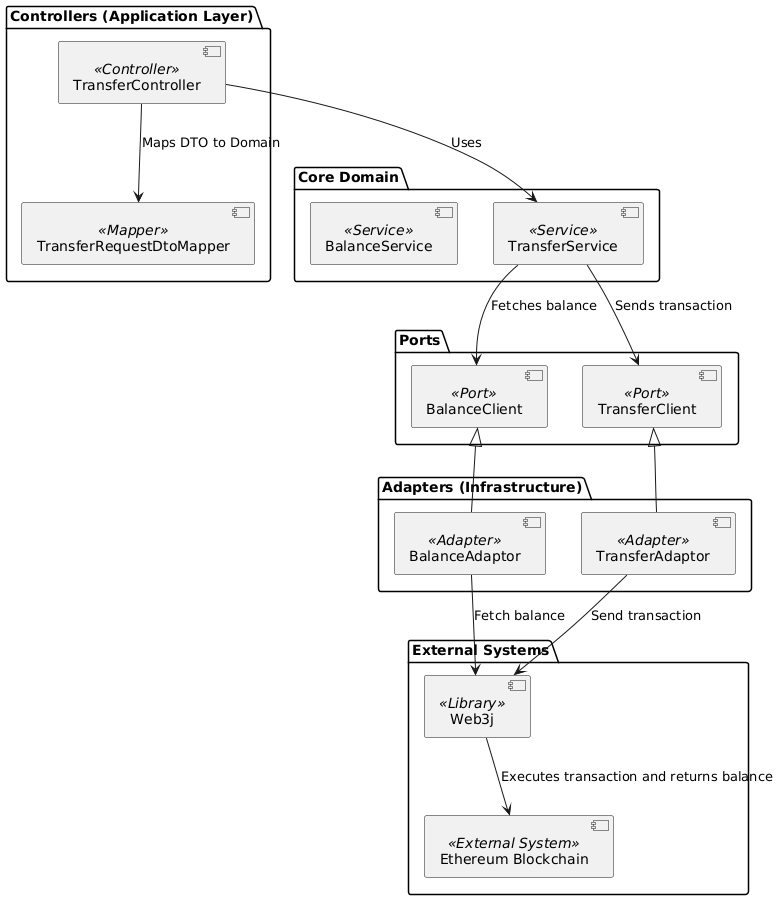 Controllers (Application Layer)
«Controller»
TransferController
Maps DTO to Domain
Uses
«Mapper»
TransferRequestDtoMapper
Core Domain
«Service»
BalanceService
«Service»
TransferService
Fetches balance
Sends transaction
Ports
«Port»
BalanceClient
«Port»
TransferClient
Adapters (Infrastructure)
«Adapter»
BalanceAdaptor
«Adapter»
TransferAdaptor
Fetch balance
Send transaction
External Systems
«Library»
Web3j
Executes transaction and returns balance
«External System»
Ethereum Blockchain